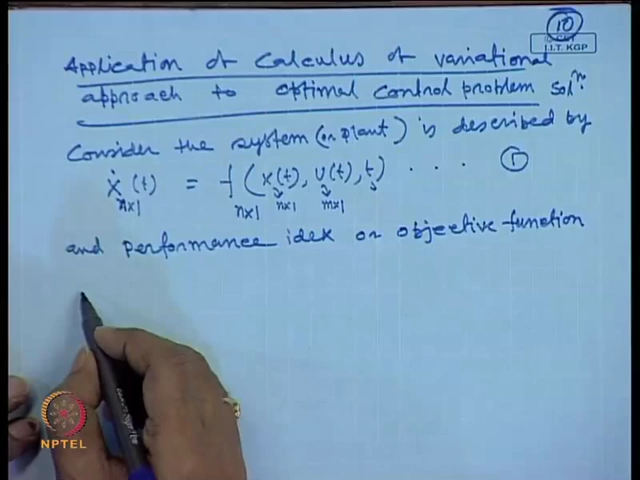 10
I.I.T. KGP
Application of Calculus of variational
approach to optimal control problem solⁿ.
Consider the system (or plant) is described by
Ẋ(t) = f (X(t), U(t), t) . . . ①
n×1 n×1 n×1 m×1
and performance idex or objective function
NPTEL